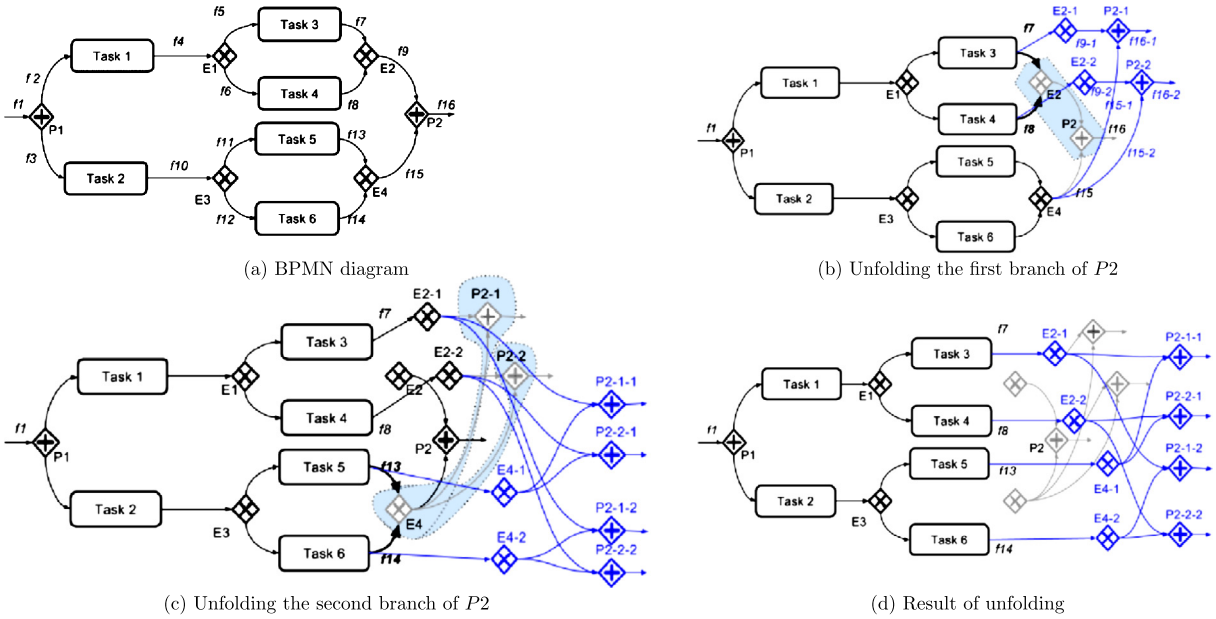 f5
Task 3
f7
f4
E1
E2
f9
Task 1
f 2
f6
Task 4
f8
f1
P1
P2
f16
f3
f11
Task 5
f13
f10
Task 2
E3
E4
f15
f12
Task 6
f14
(a) BPMN diagram
E2-1
P2-1
f7
f9-1
f16-1
Task 3
E2-2
P2-2
Task 1
E1
E2
f9-2
f16-2
f15-1
Task 4
f8
P2
f16
f1
P1
f15-2
Task 5
Task 2
f15
E3
E4
Task 6
(b) Unfolding the first branch of P2
E2-1
P2-1
f7
Task 3
E2-2
P2-2
Task 1
E1
E2
P2-1-1
Task 4
f8
f1
P1
P2
P2-2-1
Task 5
f13
E4-1
Task 2
P2-1-2
E3
E4
E4-2
Task 6
f14
P2-2-2
(c) Unfolding the second branch of P2
f7
E2-1
P2-1-1
Task 3
Task 1
E1
E2-2
P2-2-1
Task 4
f8
f1
P1
P2
P2-1-2
Task 5
f13
E4-1
Task 2
E3
E4-2
P2-2-2
Task 6
f14
(d) Result of unfolding